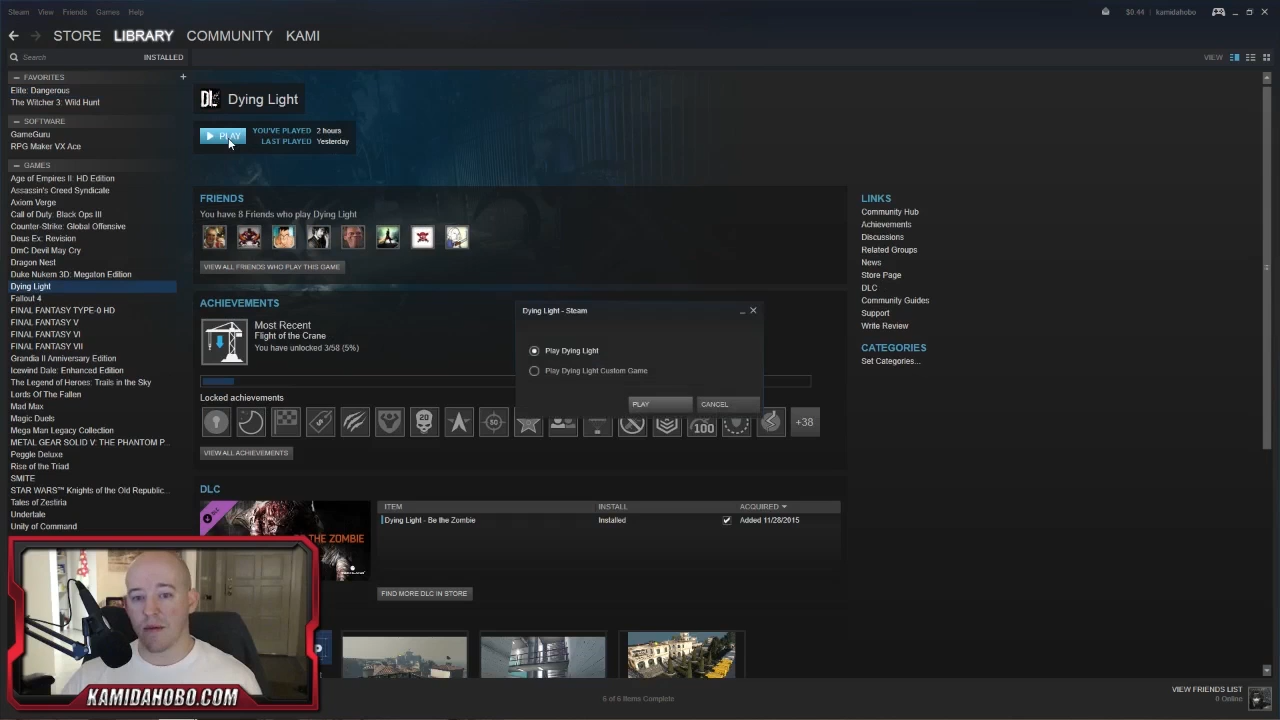 Steam View Friends Games Help
$0.44 kamidahobo
STORE LIBRARY COMMUNITY KAMI
Search INSTALLED
VIEW
FAVORITES
Elite: Dangerous
The Witcher 3: Wild Hunt
SOFTWARE
GameGuru
RPG Maker VX Ace
GAMES
Age of Empires II: HD Edition
Assassin's Creed Syndicate
Axiom Verge
Call of Duty: Black Ops III
Counter-Strike: Global Offensive
Deus Ex: Revision
DmC Devil May Cry
Dragon Nest
Duke Nukem 3D: Megaton Edition
Dying Light
Fallout 4
FINAL FANTASY TYPE-0 HD
FINAL FANTASY V
FINAL FANTASY VI
FINAL FANTASY VII
Grandia II Anniversary Edition
Icewind Dale: Enhanced Edition
The Legend of Heroes: Trails in the Sky
Lords Of The Fallen
Mad Max
Magic Duels
Mega Man Legacy Collection
METAL GEAR SOLID V: THE PHANTOM P...
Peggle Deluxe
Rise of the Triad
SMITE
STAR WARS™ Knights of the Old Republic...
Tales of Zestiria
Undertale
Unity of Command
DL Dying Light
PLAY
YOU'VE PLAYED 2 hours
LAST PLAYED Yesterday
FRIENDS
You have 8 Friends who play Dying Light
VIEW ALL FRIENDS WHO PLAY THIS GAME
ACHIEVEMENTS
Most Recent
Flight of the Crane
You have unlocked 3/58 (5%)
Locked achievements
20
50
100
+38
VIEW ALL ACHIEVEMENTS
Dying Light - Steam
Play Dying Light
Play Dying Light Custom Game
PLAY CANCEL
DLC
THE ZOMBIE
ITEM INSTALL ACQUIRED
Dying Light - Be the Zombie Installed Added 11/28/2015
FIND MORE DLC IN STORE
LINKS
Community Hub
Achievements
Discussions
Related Groups
News
Store Page
DLC
Community Guides
Support
Write Review
CATEGORIES
Set Categories...
KAMIDAHOBO.COM
6 of 6 Items Complete
VIEW FRIENDS LIST
0 Online